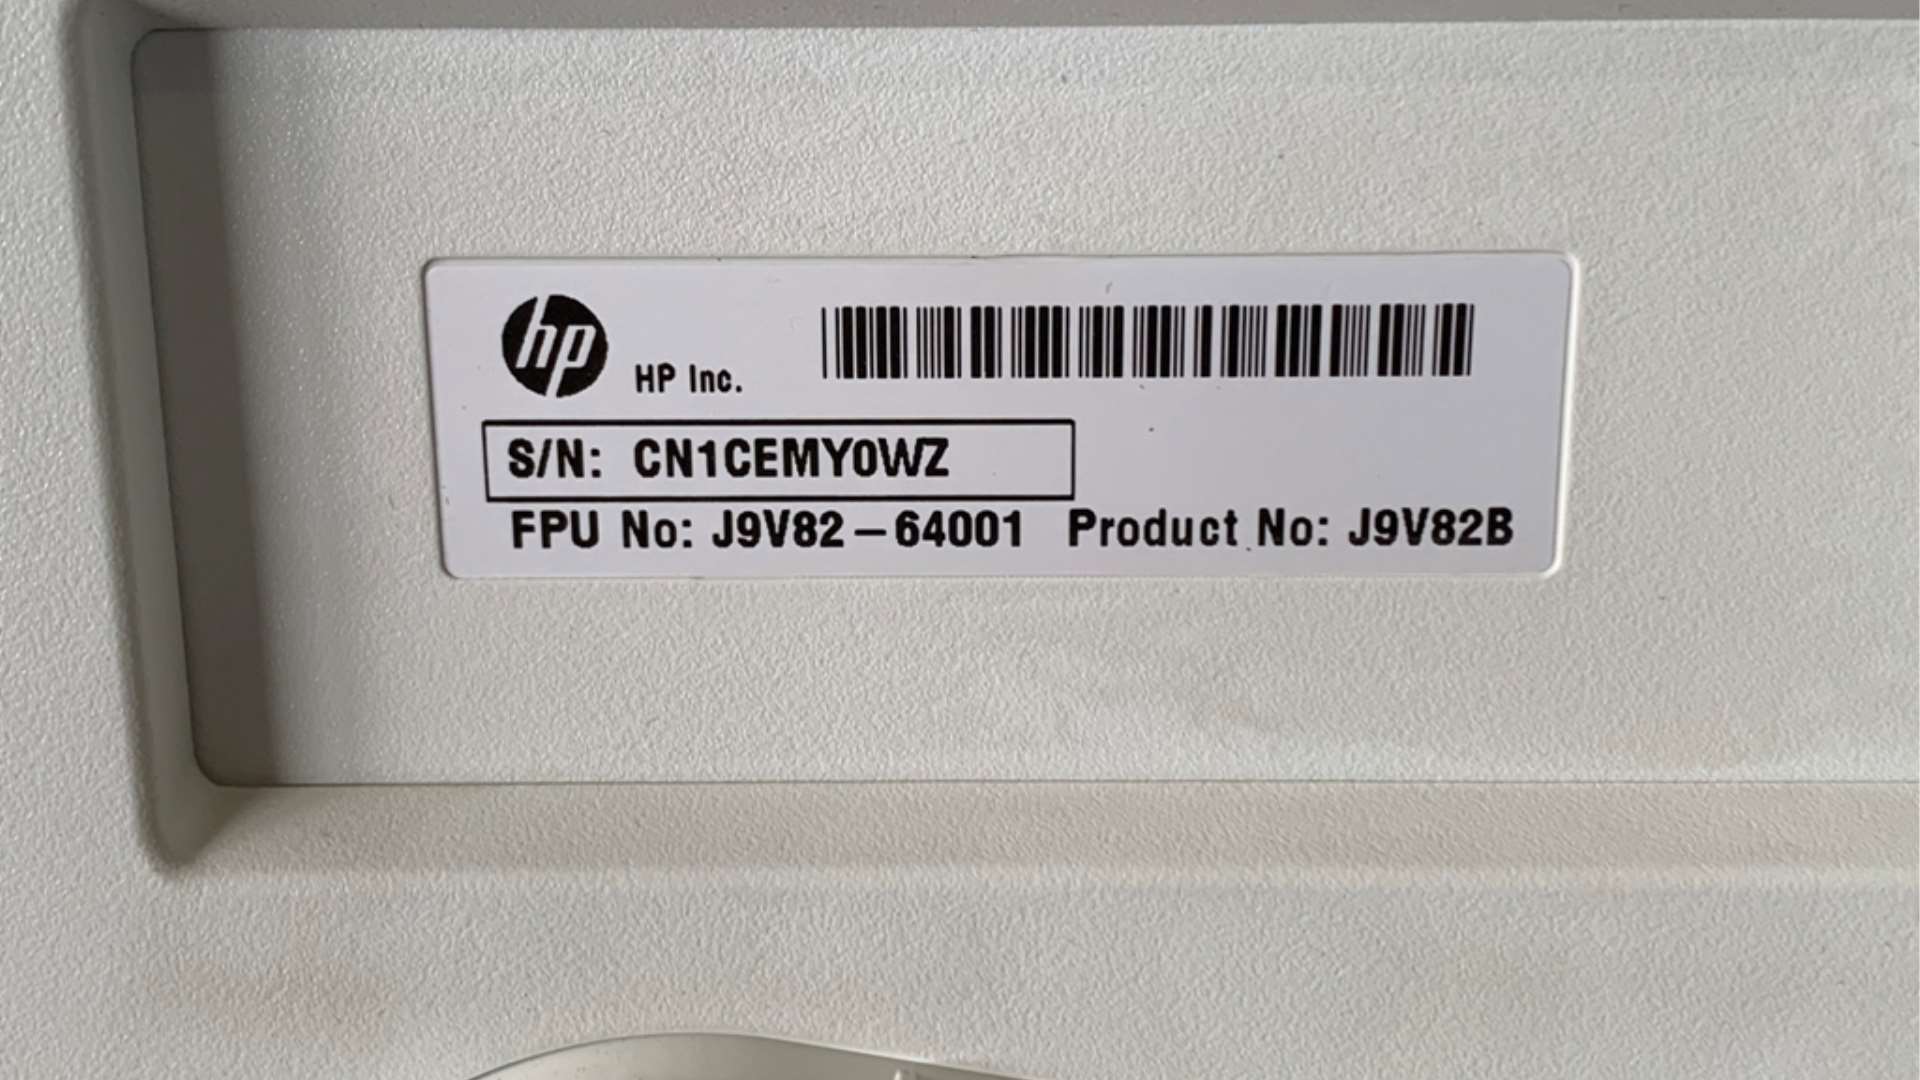 hp HP Inc.
S/N: CN1CEMY0WZ
FPU No: J9V82-64001 Product No: J9V82B